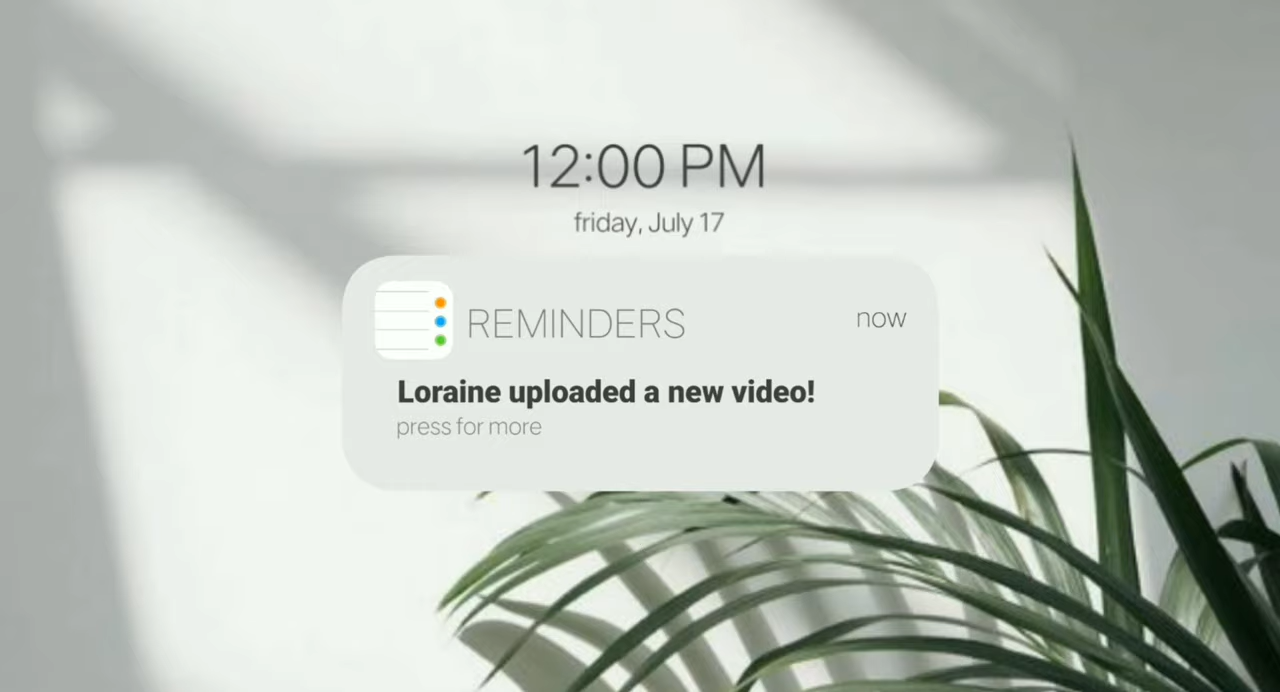 12:00 PM
friday, July 17
REMINDERS
now
Loraine uploaded a new video!
press for more